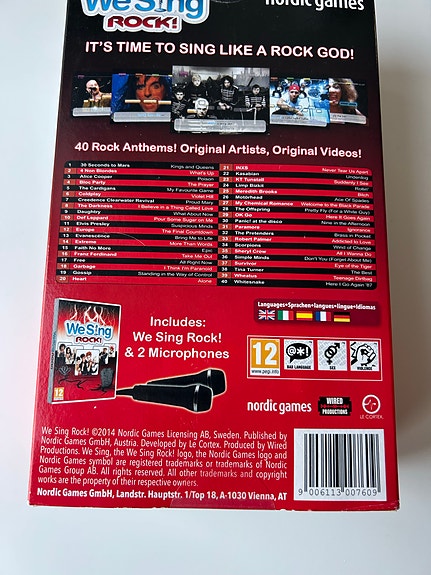 We Sing
ROCK!
nordic games
IT'S TIME TO SING LIKE A ROCK GOD!
40 Rock Anthems! Original Artists, Original Videos!
1 30 Seconds to Mars Kings and Queens
2 4 Non Blondes What's Up
3 Alice Cooper Poison
4 Bloc Party The Prayer
5 The Cardigans My Favourite Game
6 Coldplay Violet Hill
7 Creedence Clearwater Revival Proud Mary
8 The Darkness I Believe in a Thing Called Love
9 Daughtry What About Now
10 Def Leppard Pour Some Sugar on Me
11 Elvis Presley Suspicious Minds
12 Europe The Final Countdown
13 Evanescence Bring Me to Life
14 Extreme More Than Words
15 Faith No More Epic
16 Franz Ferdinand Take Me Out
17 Free All Right Now
18 Garbage I Think I'm Paranoid
19 Gossip Standing in the Way of Control
20 Heart Alone
21 INXS Never Tear Us Apart
22 Kasabian Underdog
23 KT Tunstall Suddenly I See
24 Limp Bizkit Rollin'
25 Meredith Brooks Bitch
26 Motorhead Ace Of Spades
27 My Chemical Romance Welcome to the Black Parade
28 The Offspring Pretty Fly (For a White Guy)
29 OK Go Here It Goes Again
30 Panic! at the disco Nine in the Afternoon
31 Paramore Ignorance
32 The Pretenders Brass in Pocket
33 Robert Palmer Addicted to Love
34 Scorpions Wind of Change
35 Sheryl Crow All I Wanna Do
36 Simple Minds Don't You (Forget About Me)
37 Survivor Eye of the Tiger
38 Tina Turner The Best
39 Wheatus Teenage Dirtbag
40 Whitesnake Here I Go Again '87
Languages•Sprachen•langues•lingue•idiomas
We Sing
ROCK!
Includes:
We Sing Rock!
& 2 Microphones
12
www.pegi.info
BAD LANGUAGE
SEX
VIOLENCE
nordic games
WIRED
PRODUCTIONS
LE CORTEX
We Sing Rock! ©2014 Nordic Games Licensing AB, Sweden. Published by
Nordic Games GmbH, Austria. Developed by Le Cortex. Produced by Wired
Productions. We Sing, the We Sing Rock! logo, the Nordic Games logo and
Nordic Games symbol are registered trademarks or trademarks of Nordic
Games Group AB. All rights reserved. All other trademarks and copyright
works are the property of their respective owners.
Nordic Games GmbH, Landstr. Hauptstr. 1/Top 18, A-1030 Vienna, AT
9 006113 007609